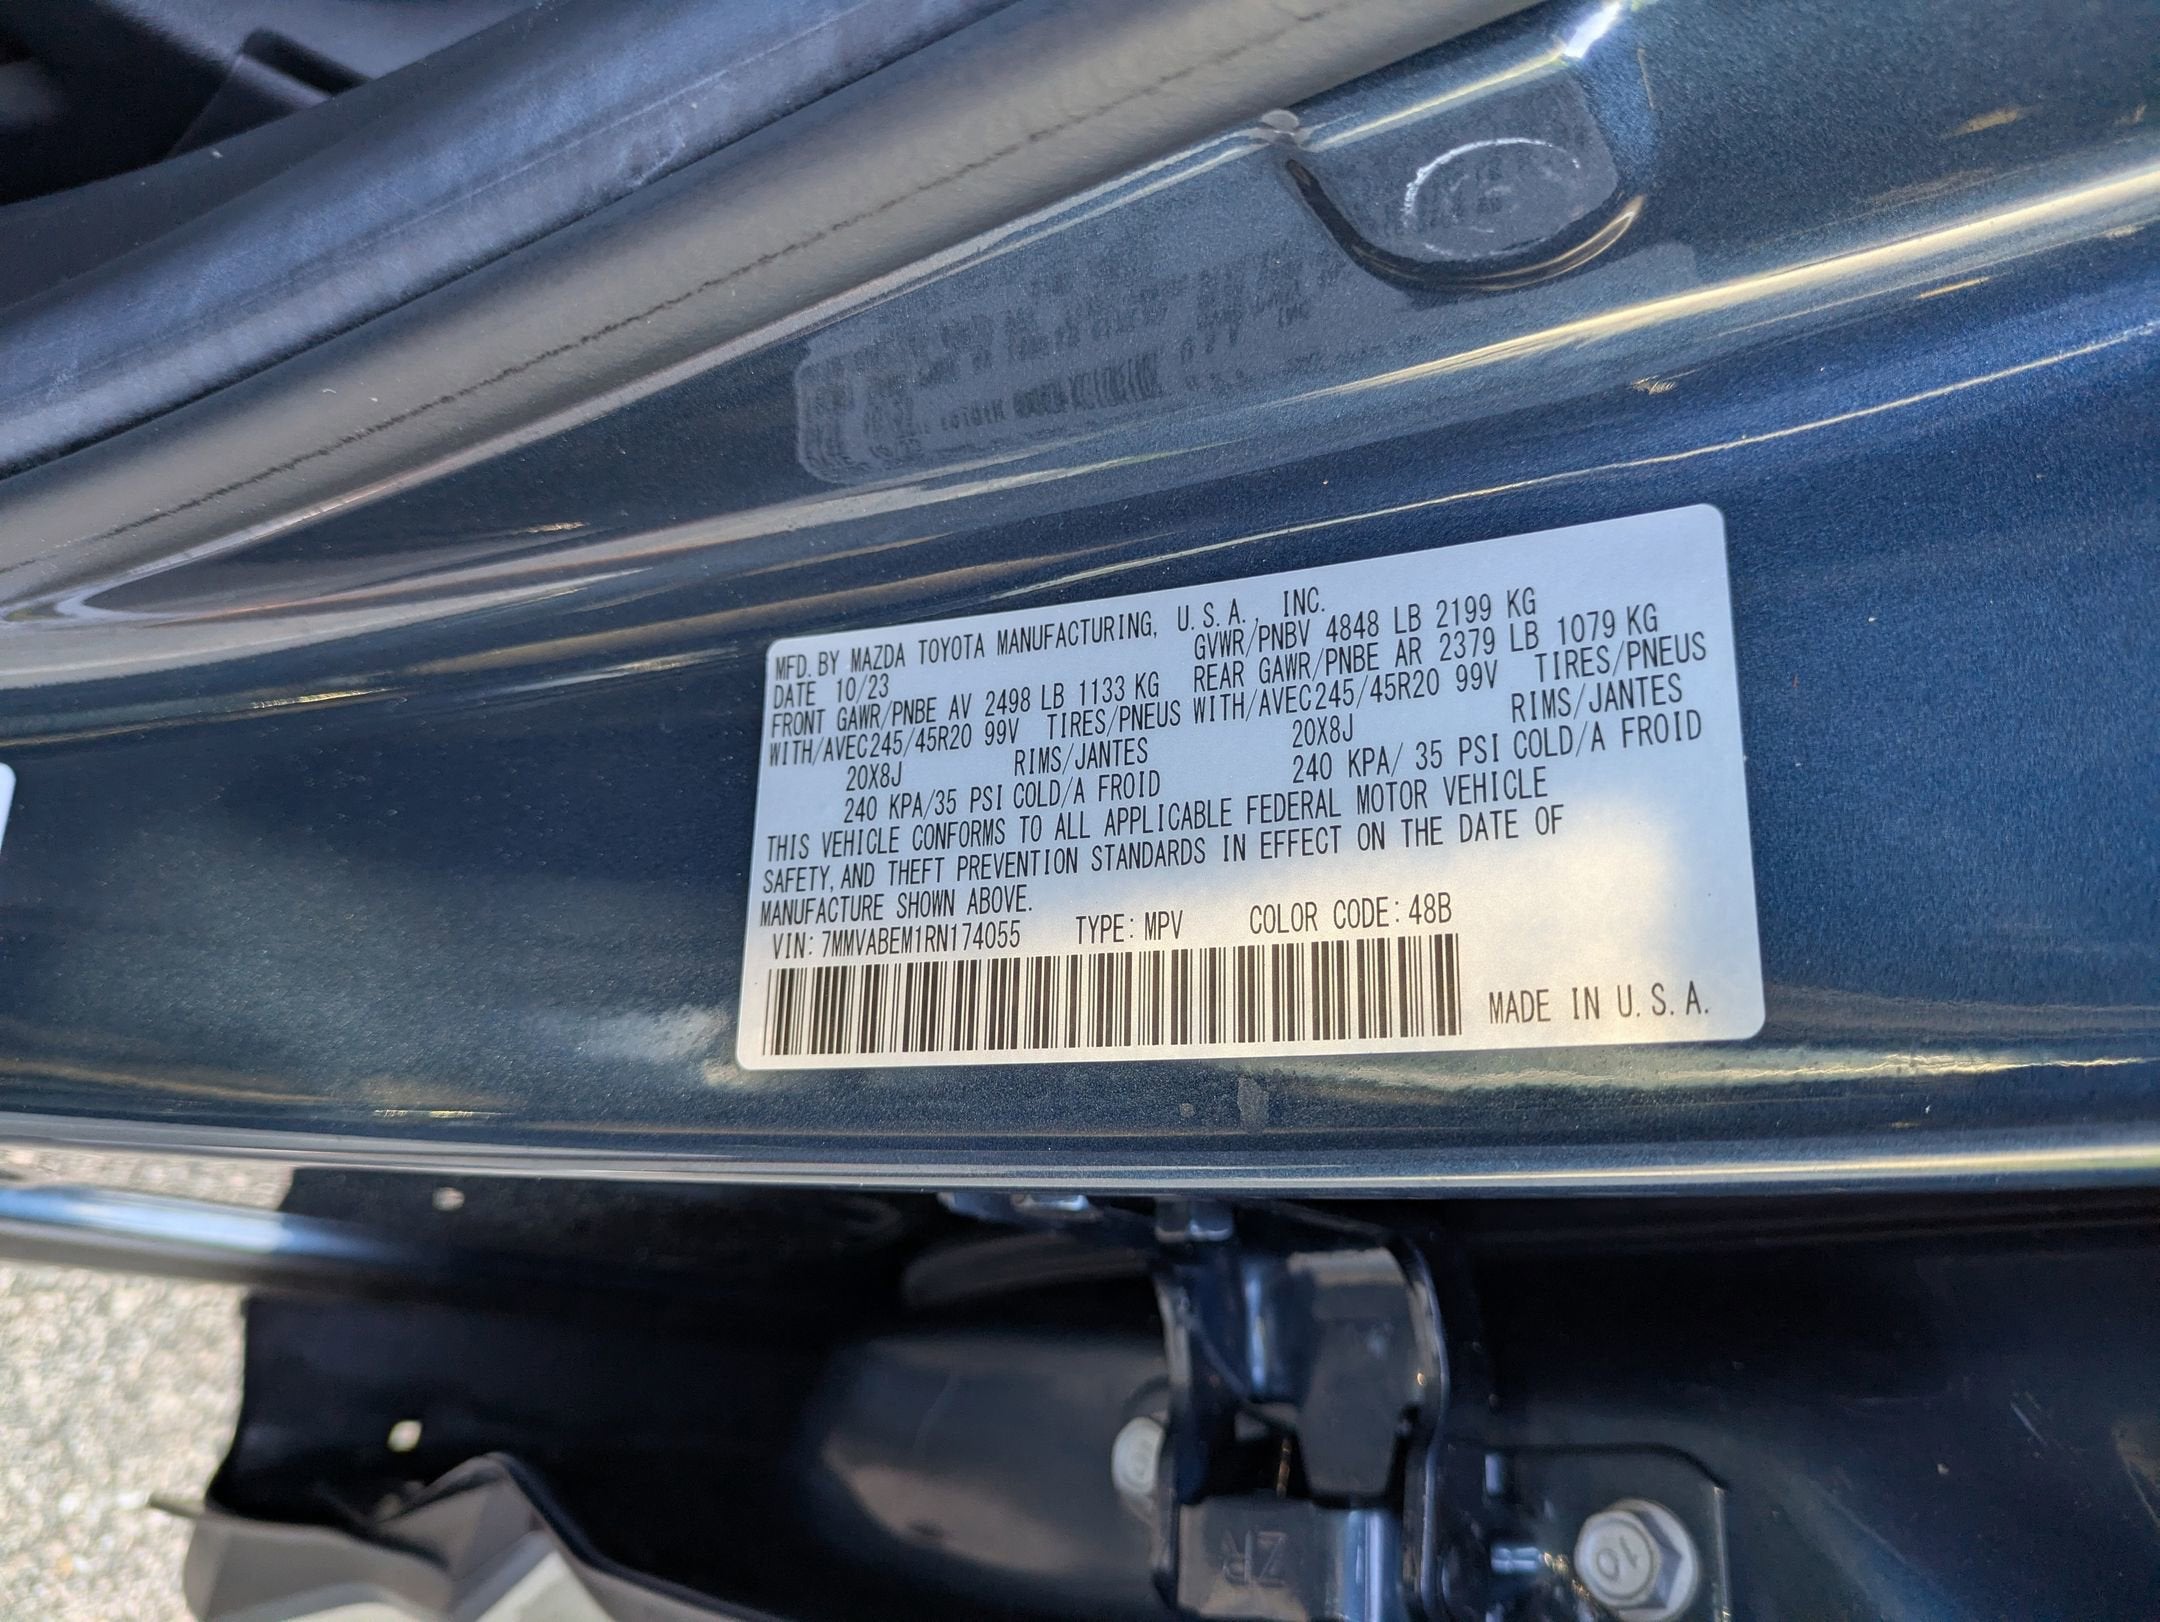 MFD. BY MAZDA TOYOTA MANUFACTURING, U.S.A., INC.
DATE 10/23 GVWR/PNBV 4848 LB 2199 KG
FRONT GAWR/PNBE AV 2498 LB 1133 KG REAR GAWR/PNBE AR 2379 LB 1079 KG
WITH/AVEC245/45R20 99V TIRES/PNEUS WITH/AVEC245/45R20 99V TIRES/PNEUS
20X8J RIMS/JANTES 20X8J RIMS/JANTES
240 KPA/35 PSI COLD/A FROID 240 KPA/ 35 PSI COLD/A FROID
THIS VEHICLE CONFORMS TO ALL APPLICABLE FEDERAL MOTOR VEHICLE
SAFETY, AND THEFT PREVENTION STANDARDS IN EFFECT ON THE DATE OF
MANUFACTURE SHOWN ABOVE.
VIN: 7MMVABEM1RN174055 TYPE: MPV COLOR CODE: 48B
MADE IN U.S.A.
ZR
10